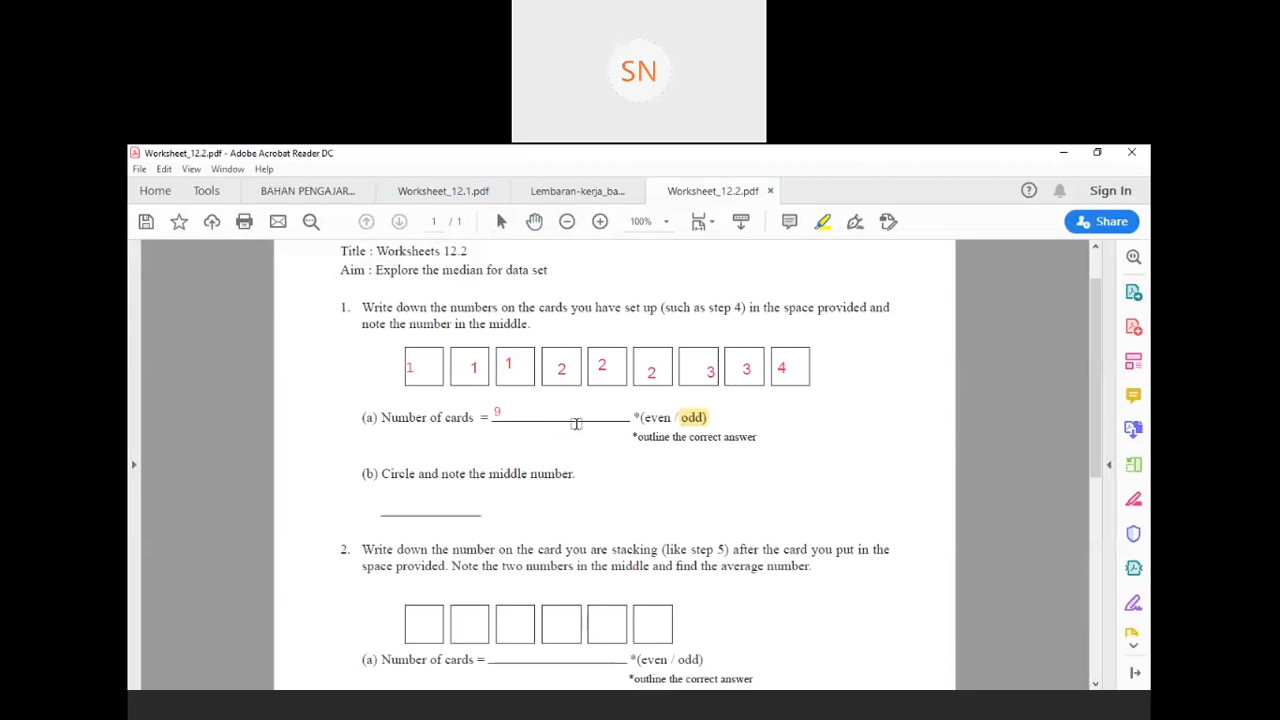 SN
Worksheet_12.2.pdf - Adobe Acrobat Reader DC
File Edit View Window Help
Home Tools BAHAN PENGAJAR... Worksheet_12.1.pdf Lembaran-kerja_ba... Worksheet_12.2.pdf × Sign In
1 / 1 100% Share
Title : Worksheets 12.2
Aim : Explore the median for data set
1. Write down the numbers on the cards you have set up (such as step 4) in the space provided and
note the number in the middle.
1 1 1 2 2 2 3 3 4
(a) Number of cards = 9 *(even / odd)
*outline the correct answer
(b) Circle and note the middle number.
2. Write down the number on the card you are stacking (like step 5) after the card you put in the
space provided. Note the two numbers in the middle and find the average number.
(a) Number of cards = *(even / odd)
*outline the correct answer